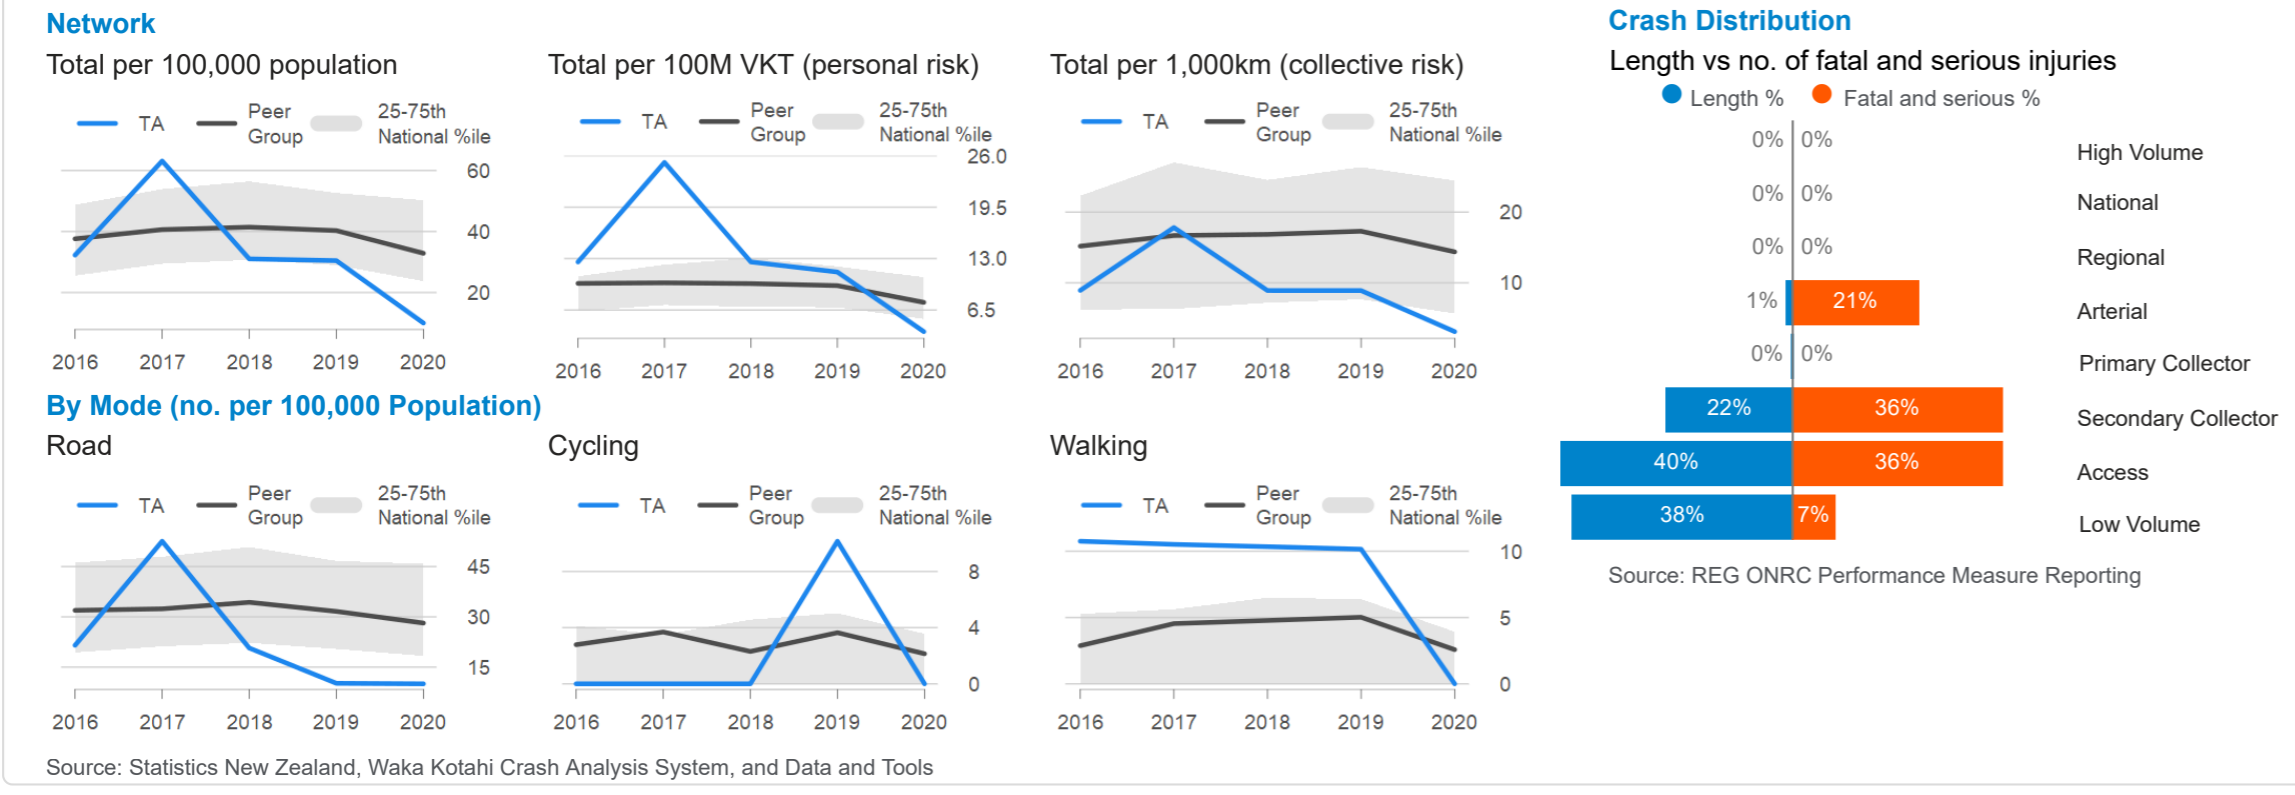 Network
Total per 100,000 population
TA
Peer Group
25-75th National %ile
60
40
20
2016 2017 2018 2019 2020
Total per 100M VKT (personal risk)
TA
Peer Group
25-75th National %ile
26.0
19.5
13.0
6.5
2016 2017 2018 2019 2020
Total per 1,000km (collective risk)
TA
Peer Group
25-75th National %ile
20
10
2016 2017 2018 2019 2020
By Mode (no. per 100,000 Population)
Road
TA
Peer Group
25-75th National %ile
45
30
15
2016 2017 2018 2019 2020
Cycling
TA
Peer Group
25-75th National %ile
8
4
0
2016 2017 2018 2019 2020
Walking
TA
Peer Group
25-75th National %ile
10
5
0
2016 2017 2018 2019 2020
Source: Statistics New Zealand, Waka Kotahi Crash Analysis System, and Data and Tools
Crash Distribution
Length vs no. of fatal and serious injuries
Length % Fatal and serious %
0% 0% High Volume
0% 0% National
0% 0% Regional
1% 21% Arterial
0% 0% Primary Collector
22% 36% Secondary Collector
40% 36% Access
38% 7% Low Volume
Source: REG ONRC Performance Measure Reporting